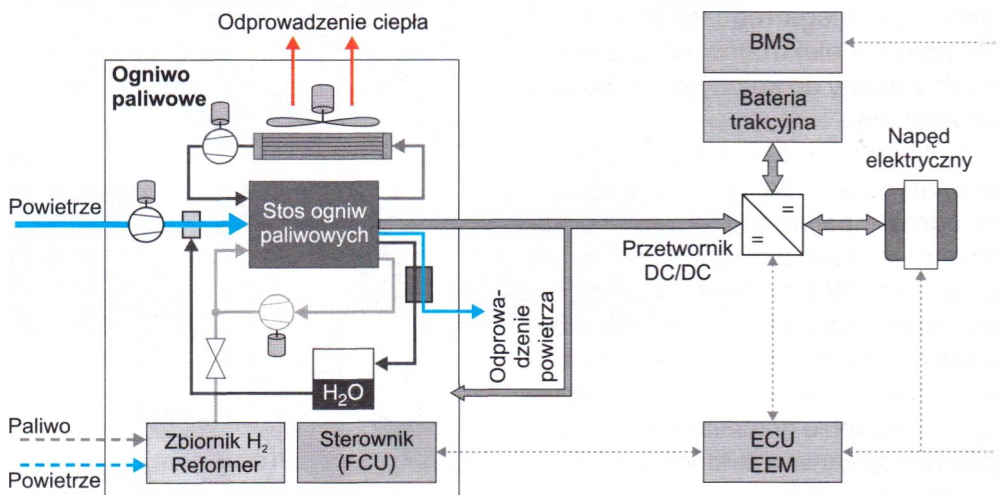 Odprowadzenie ciepła
Ogniwo
paliwowe
BMS
Bateria
trakcyjna
Napęd
elektryczny
Powietrze
Stos ogniw
paliwowych
=
=
Przetwornik
DC/DC
Odprowa-
dzenie
powietrza
H₂O
Paliwo
Powietrze
Zbiornik H₂
Reformer
Sterownik
(FCU)
ECU
EEM